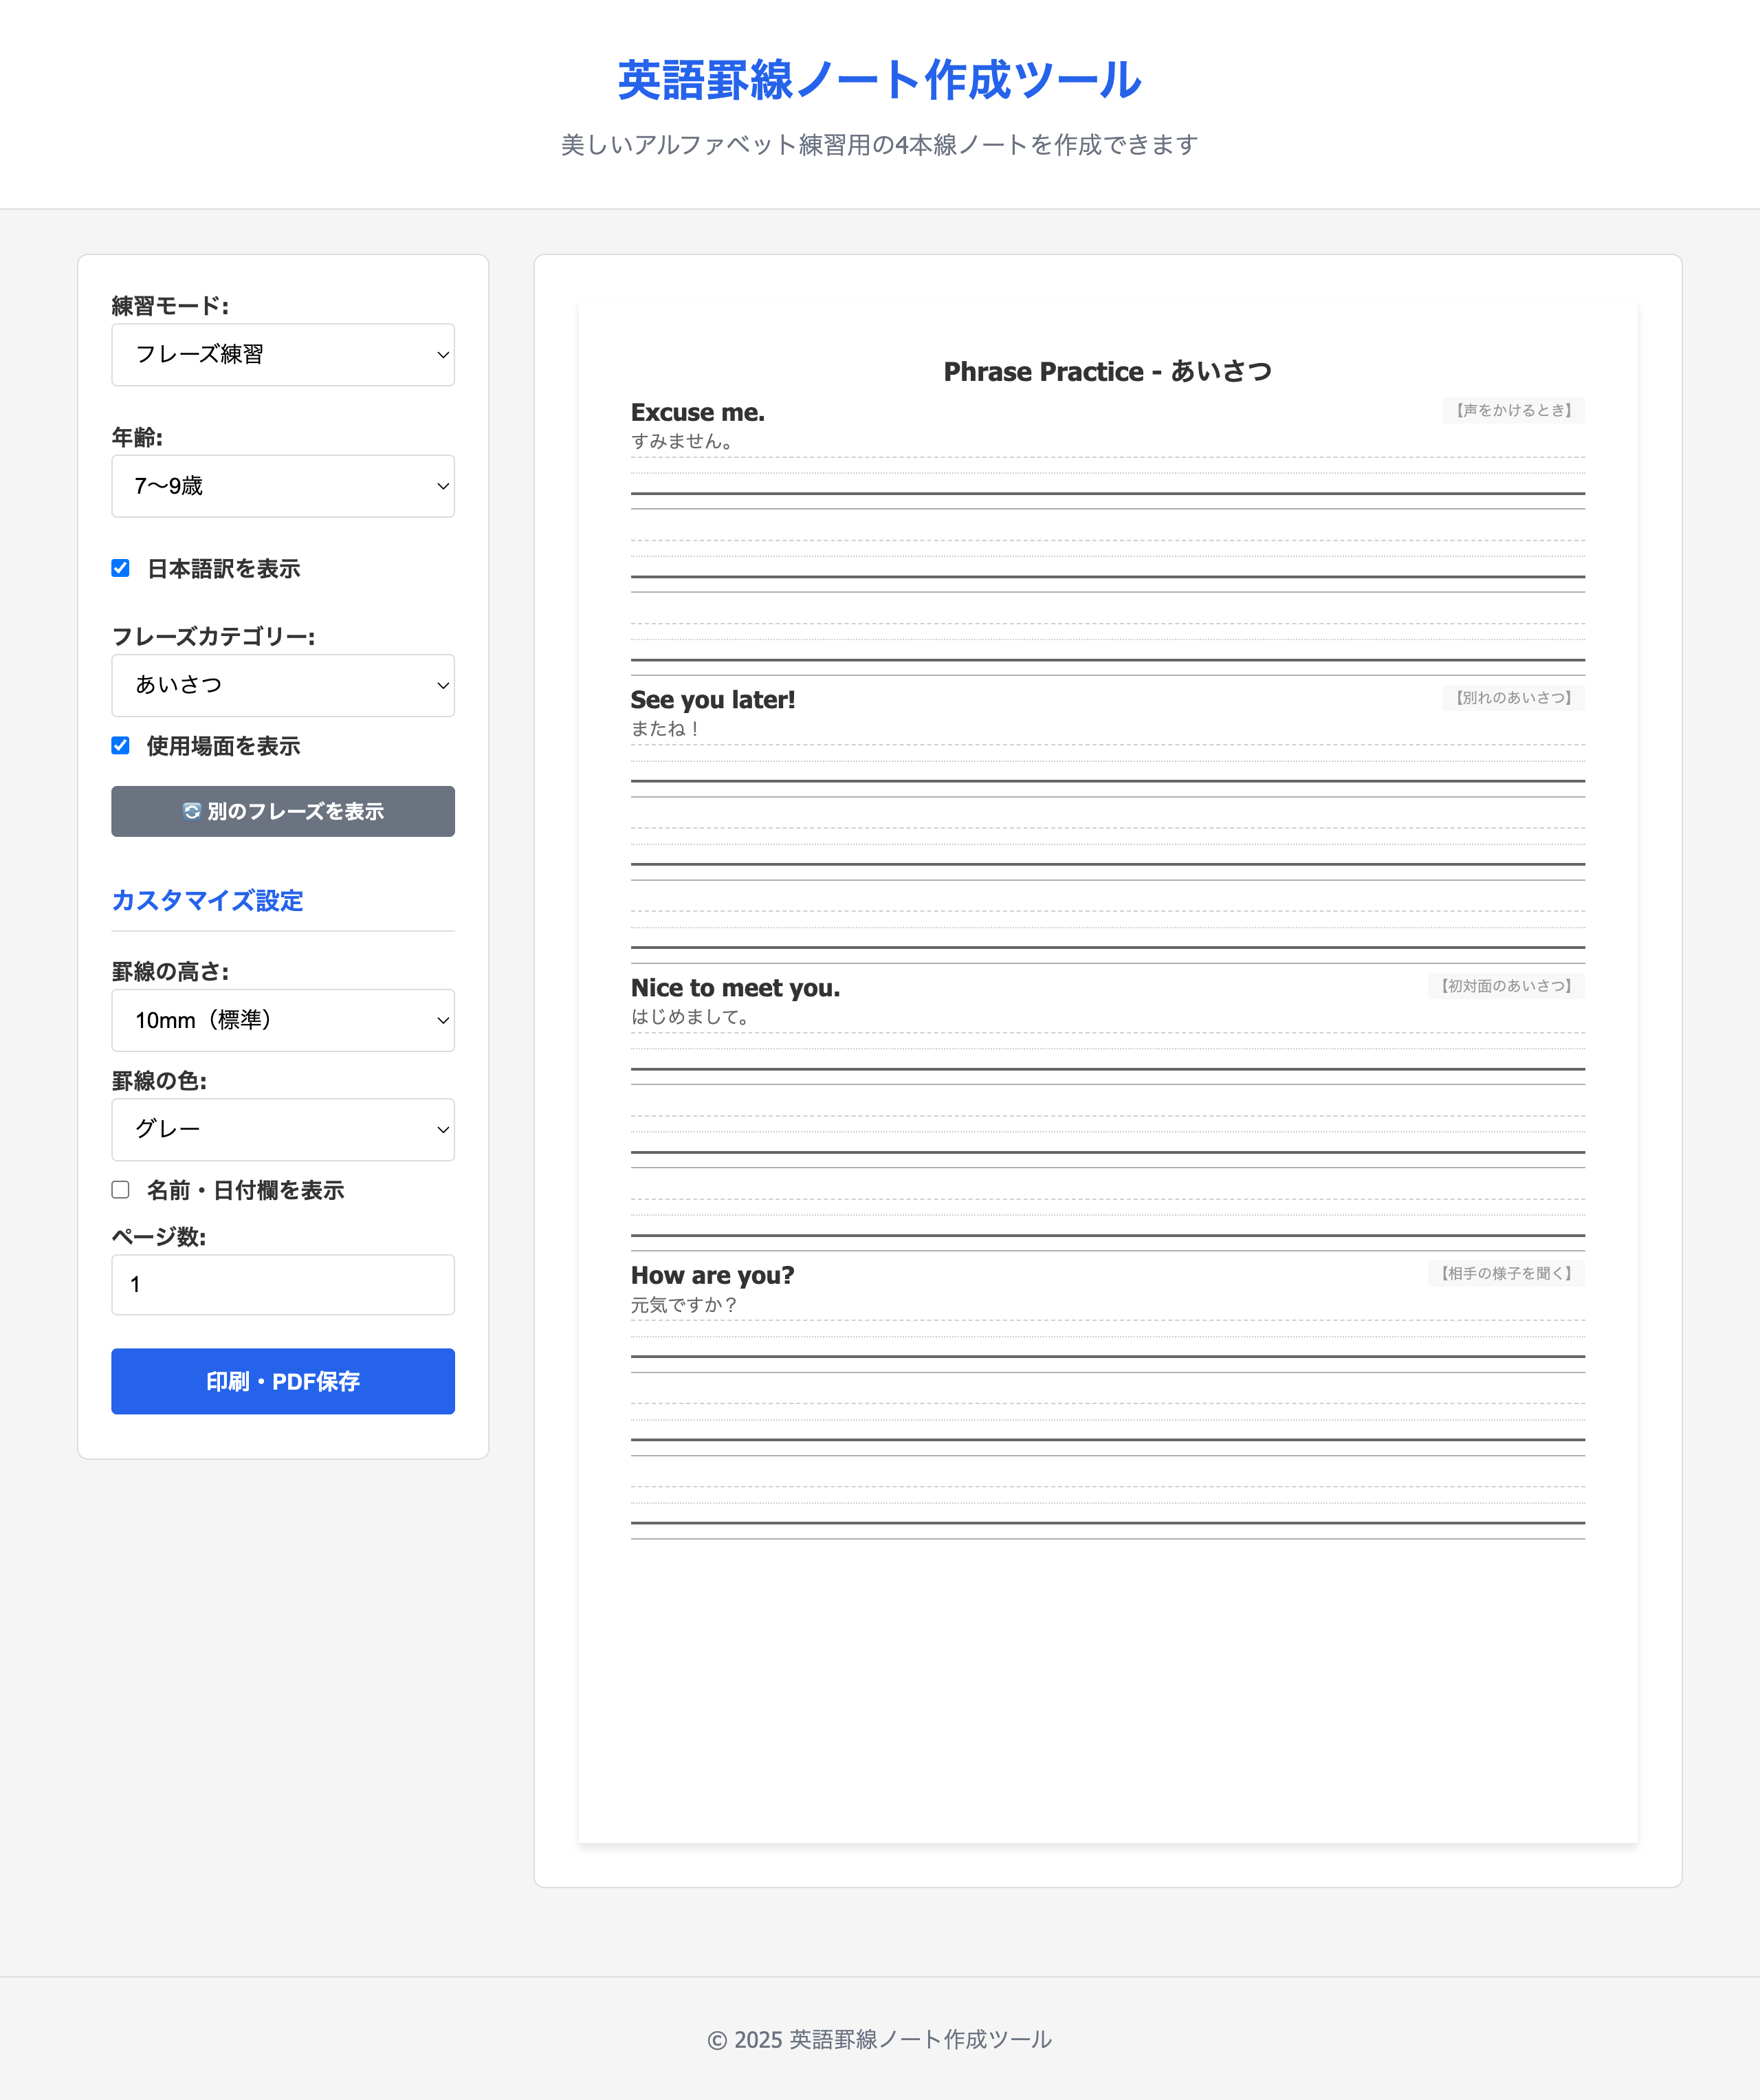 英語罫線ノート作成ツール
美しいアルファベット練習用の4本線ノートを作成できます
練習モード:
フレーズ練習
年齢:
7〜9歳
日本語訳を表示
フレーズカテゴリー:
あいさつ
使用場面を表示
🔄 別のフレーズを表示
カスタマイズ設定
罫線の高さ:
10mm（標準）
罫線の色:
グレー
名前・日付欄を表示
ページ数:
1
印刷・PDF保存
Phrase Practice - あいさつ
Excuse me. 【声をかけるとき】
すみません。
See you later! 【別れのあいさつ】
またね！
Nice to meet you. 【初対面のあいさつ】
はじめまして。
How are you? 【相手の様子を聞く】
元気ですか？
© 2025 英語罫線ノート作成ツール